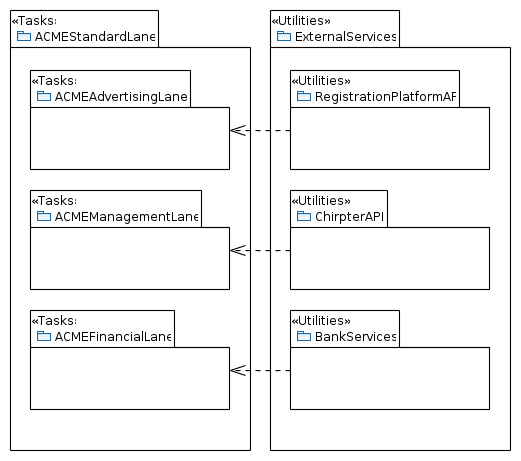 «Tasks:
ACMEStandardLane
«Utilities»
ExternalServices
«Tasks:
ACMEAdvertisingLane
«Utilities»
RegistrationPlatformAP
«Tasks:
ACMEManagementLane
«Utilities»
ChirpterAPI
«Tasks:
ACMEFinancialLane
«Utilities»
BankServices